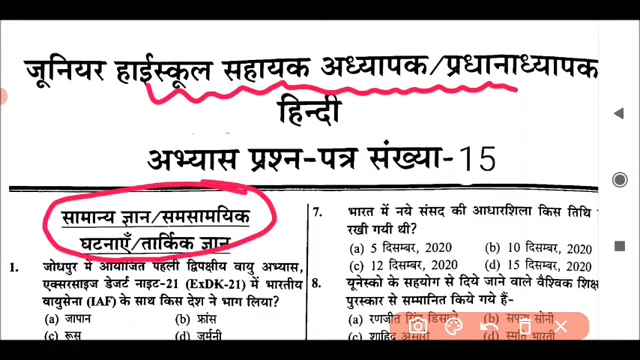 जूनियर हाईस्कूल सहायक अध्यापक/प्रधानाध्यापक
हिन्दी
अभ्यास प्रश्न-पत्र संख्या-15
सामान्य ज्ञान/समसामयिक
घटनाएँ/तार्किक ज्ञान
1. जोधपुर में आयोजित पहली द्विपक्षीय वायु अभ्यास,
एक्सरसाइज डेजर्ट नाइट-21 (ExDK-21) में भारतीय
वायुसेना (IAF) के साथ किस देश ने भाग लिया?
(a) जापान (b) फ्रांस
(c) रूस (d) जर्मनी
7. भारत में नये संसद की आधारशिला किस तिथि
रखी गयी थी?
(a) 5 दिसम्बर, 2020 (b) 10 दिसम्बर, 2020
(c) 12 दिसम्बर, 2020 (d) 15 दिसम्बर, 2020
8. यूनेस्को के सहयोग से दिये जाने वाले वैश्विक शिक्ष
पुरस्कार से सम्मानित किये गये हैं-
(a) रणजीत सिंह डिसाले (b) सोनी
(c) शाहिद अंसारी (d) भारती